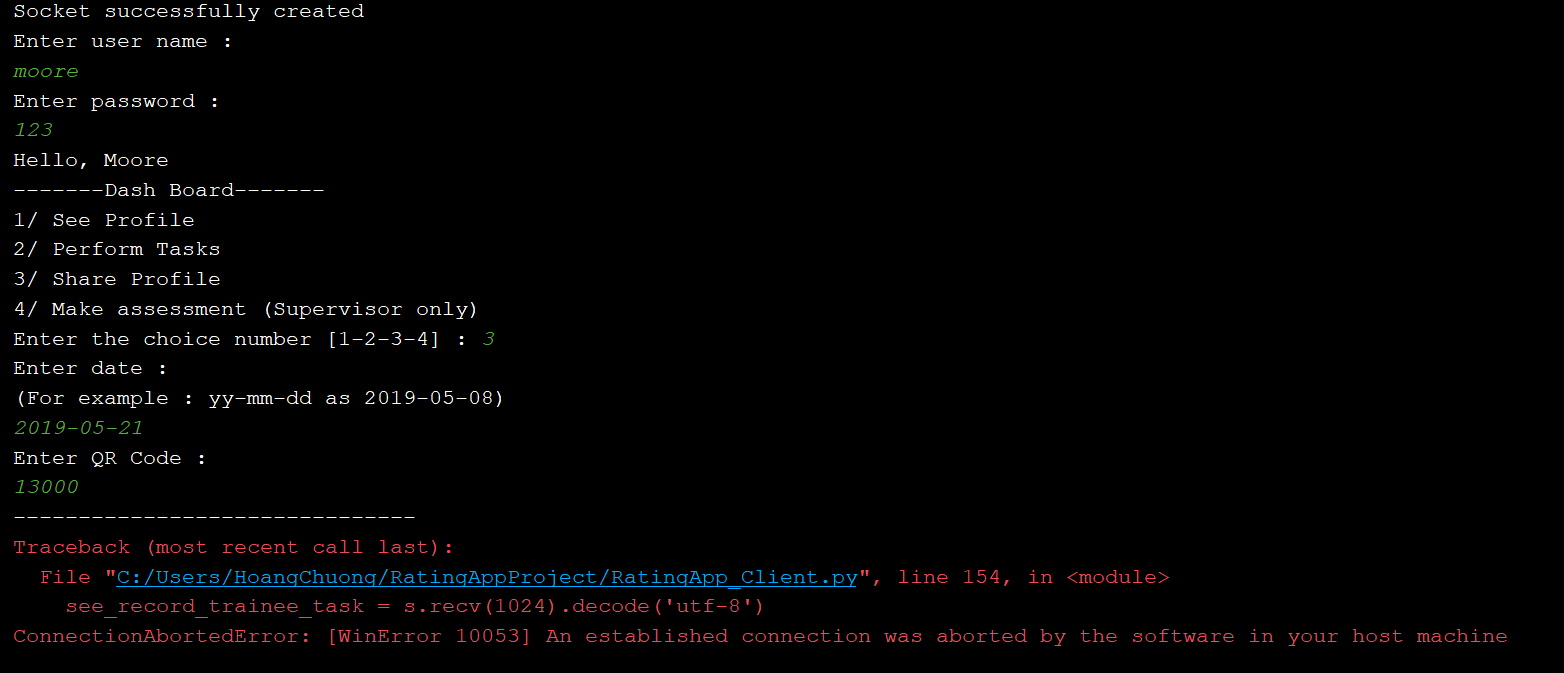 Socket successfully created
Enter user name :
moore
Enter password :
123
Hello, Moore
-------Dash Board-------
1/ See Profile
2/ Perform Tasks
3/ Share Profile
4/ Make assessment (Supervisor only)
Enter the choice number [1-2-3-4] : 3
Enter date :
(For example : yy-mm-dd as 2019-05-08)
2019-05-21
Enter QR Code :
13000
-------------------------------
Traceback (most recent call last):
  File "C:/Users/HoangChuong/RatingAppProject/RatingApp_Client.py", line 154, in <module>
    see_record_trainee_task = s.recv(1024).decode('utf-8')
ConnectionAbortedError: [WinError 10053] An established connection was aborted by the software in your host machine